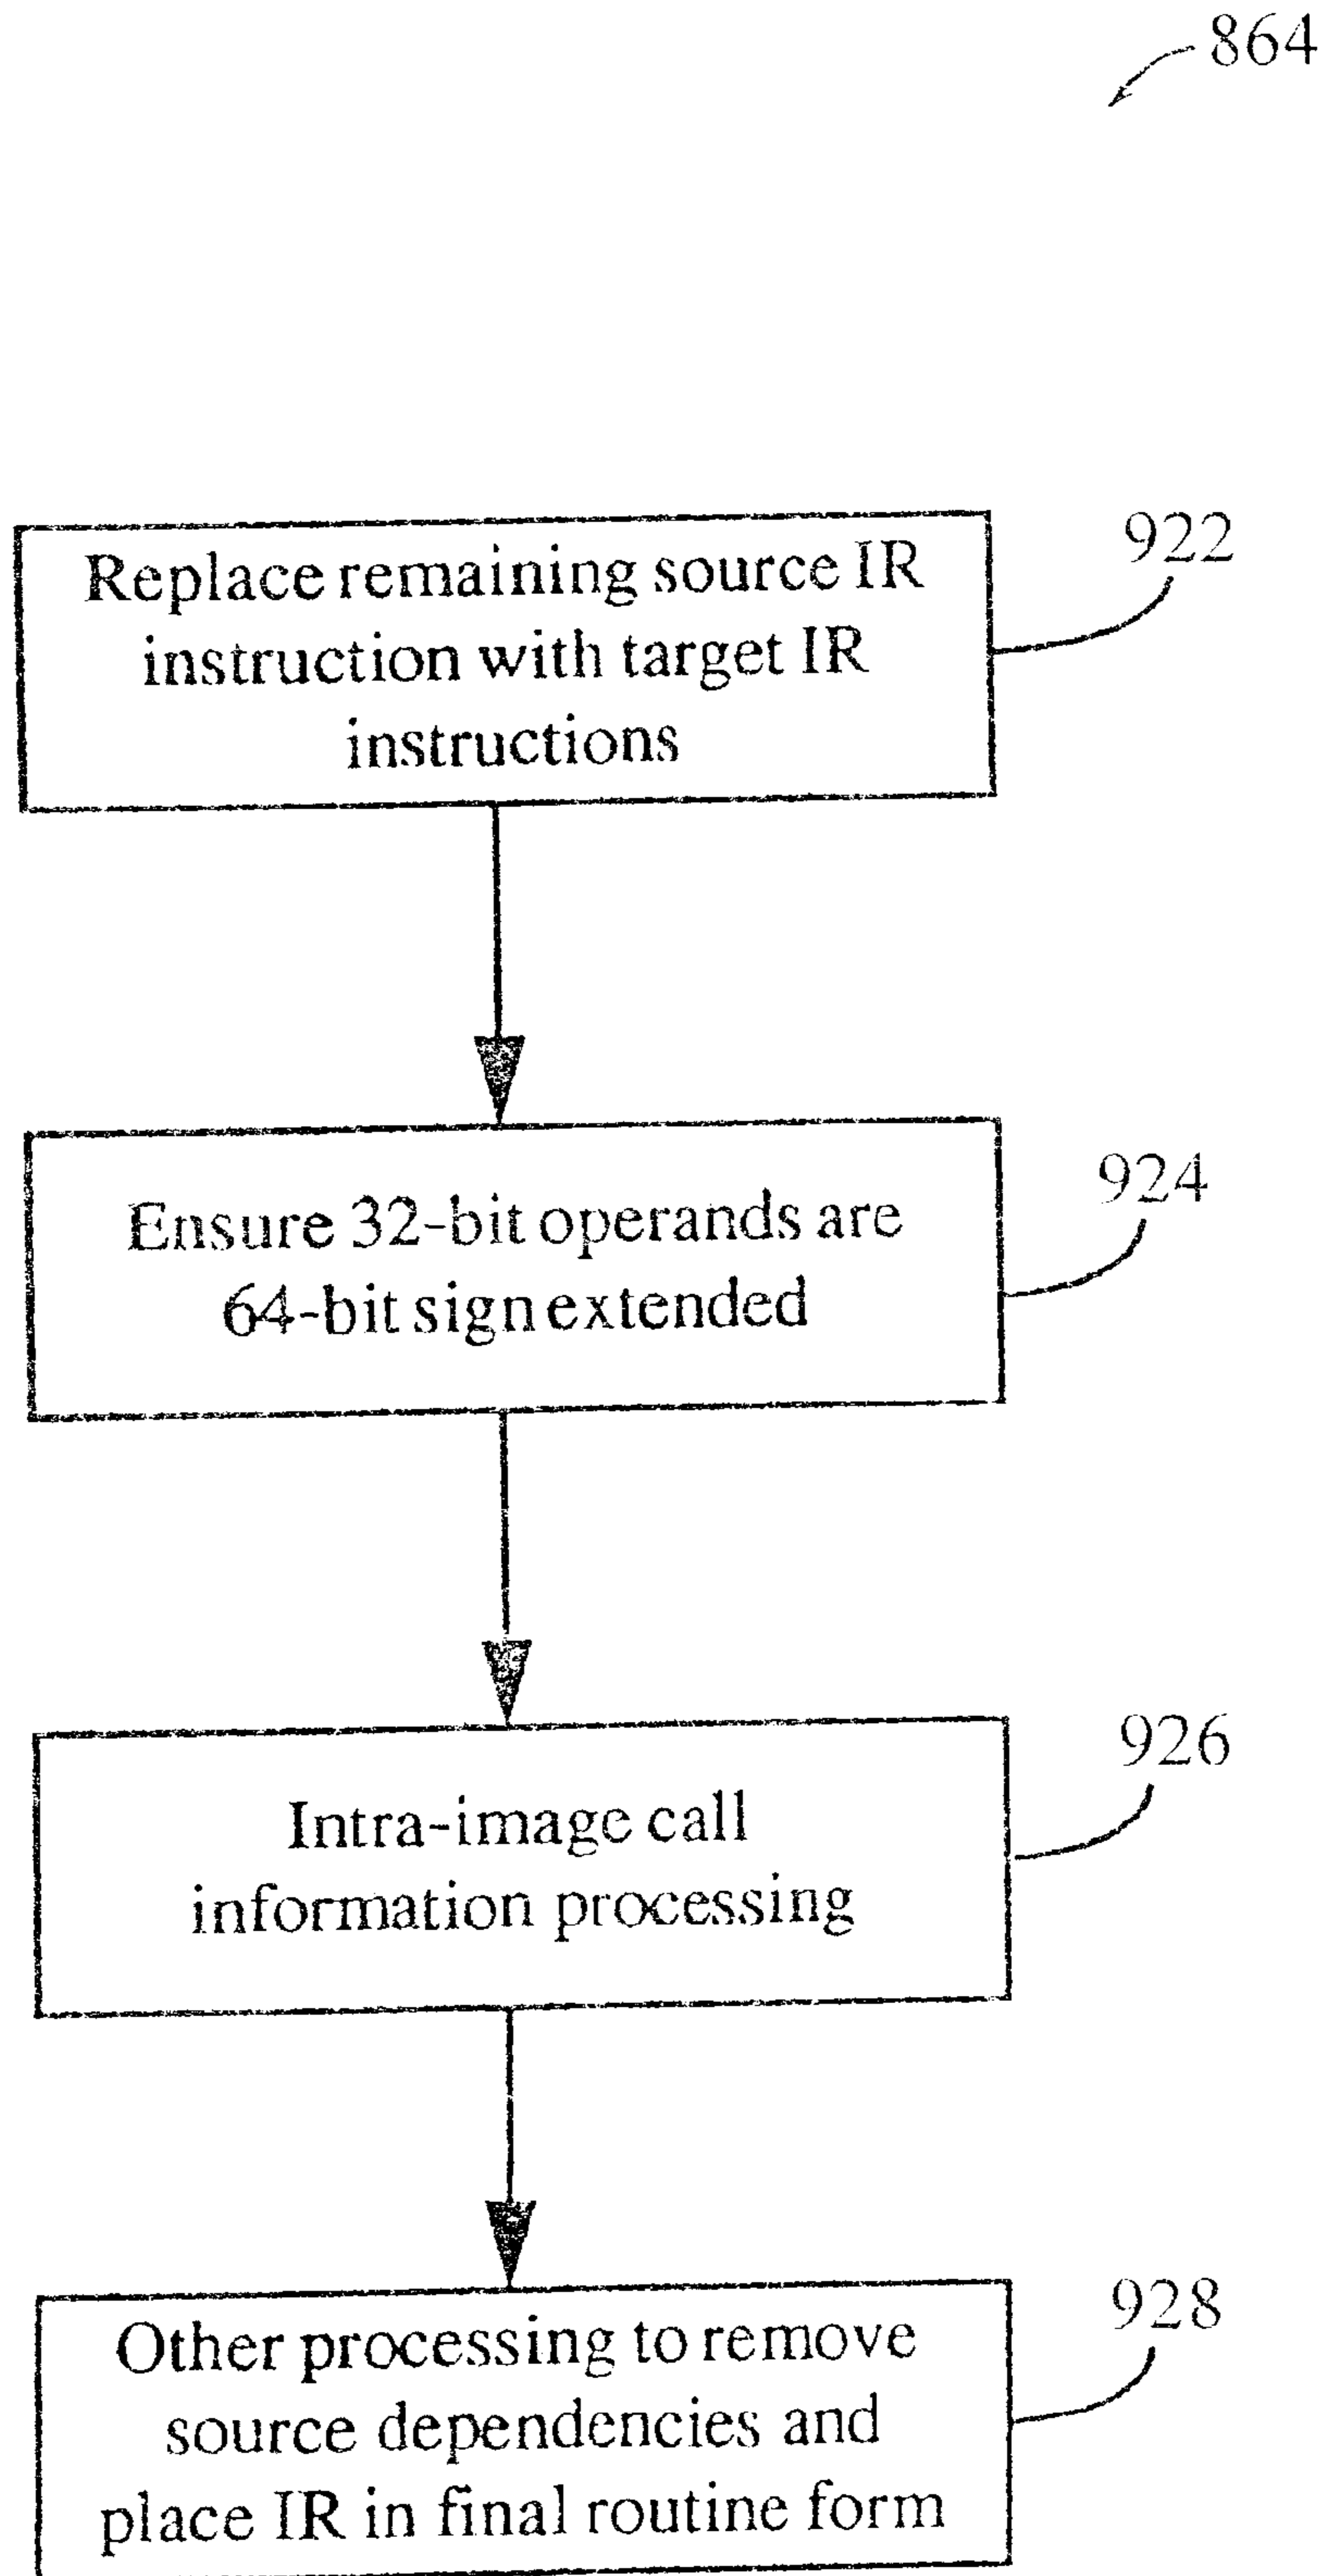 864
Replace remaining source IR
instruction with target IR
instructions
922
Ensure 32-bit operands are
64-bit sign extended
924
Intra-image call
information processing
926
Other processing to remove
source dependencies and
place IR in final routine form
928